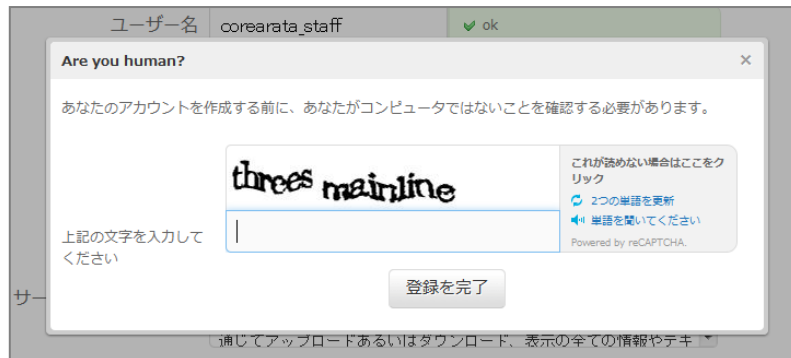 ユーザー名 corearata_staff ok
Are you human? ×
あなたのアカウントを作成する前に、あなたがコンピュータではないことを確認する必要があります。
threes mainline
これが読めない場合はここをク
リック
2つの単語を更新
単語を聞いてください
Powered by reCAPTCHA.
上記の文字を入力して
ください
登録を完了
サー
通じてアップロードあるいはダウンロード、表示の全ての情報やテキ